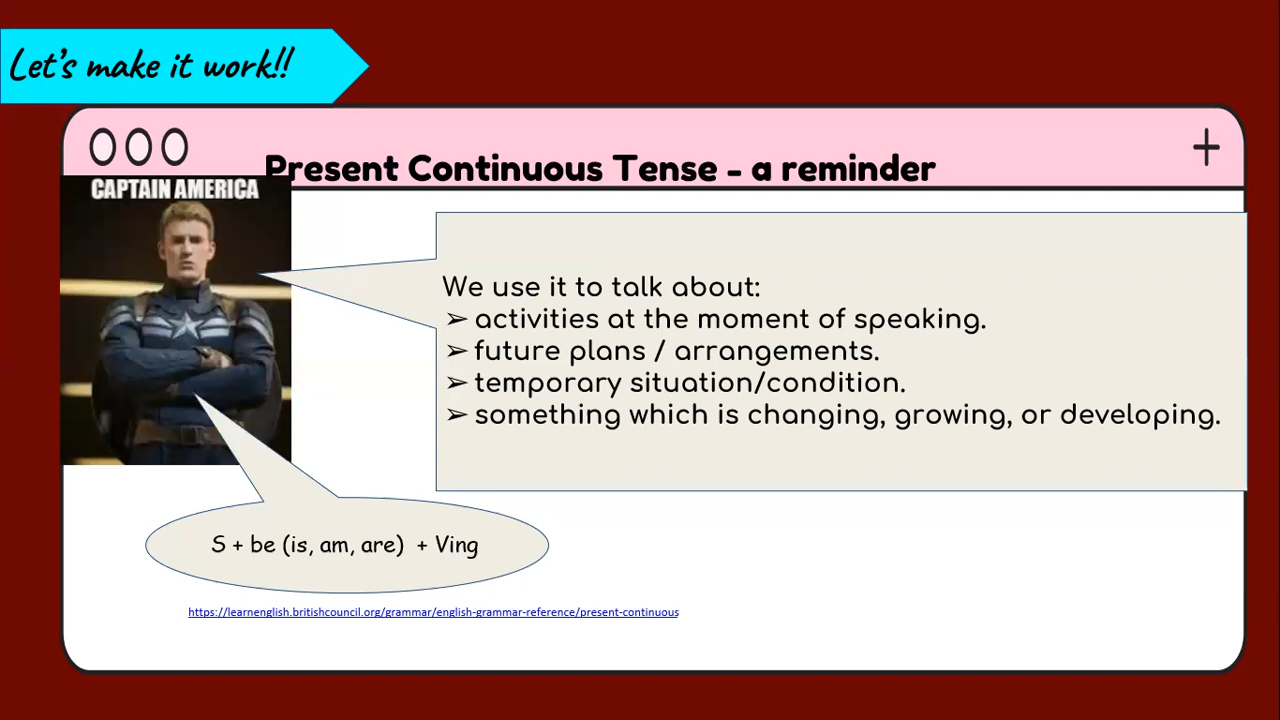 Let's make it work!!
Present Continuous Tense - a reminder
CAPTAIN AMERICA
We use it to talk about:
➢ activities at the moment of speaking.
➢ future plans / arrangements.
➢ temporary situation/condition.
➢ something which is changing, growing, or developing.
S + be (is, am, are) + Ving
https://learnenglish.britishcouncil.org/grammar/english-grammar-reference/present-continuous